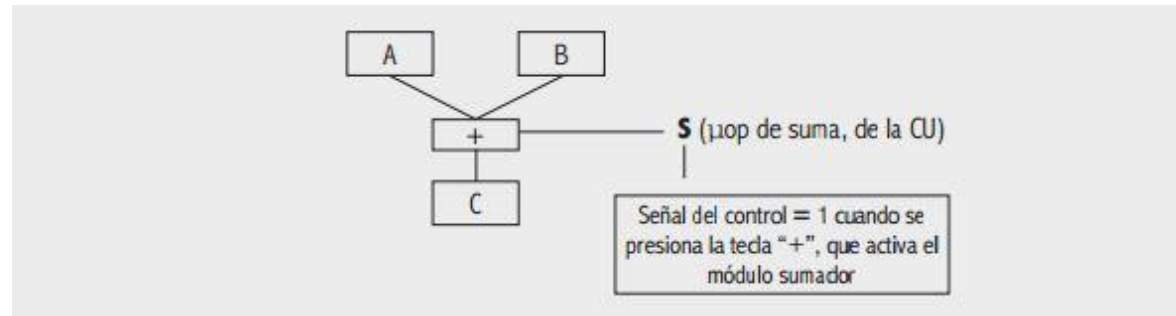 A
B
+
S (µop de suma, de la CU)
C
Señal del control = 1 cuando se
presiona la tecla “+”, que activa el
módulo sumador